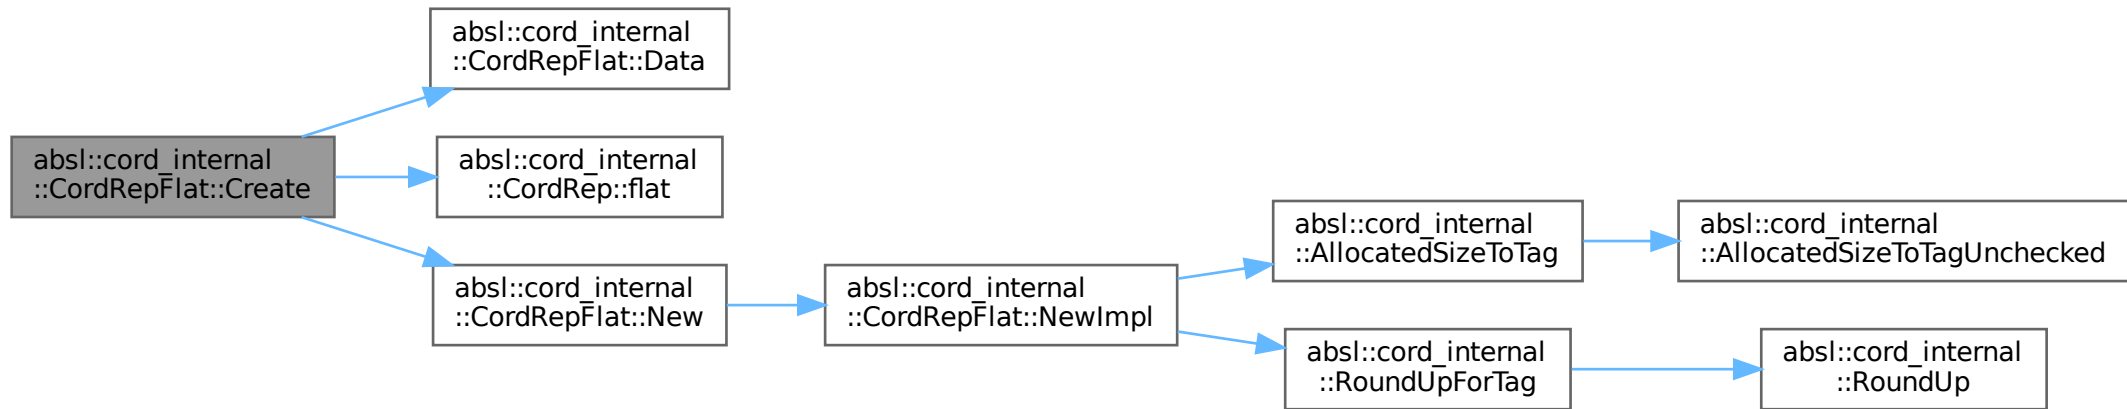 absl::cord_internal
::CordRepFlat::Data
absl::cord_internal
::CordRepFlat::Create
absl::cord_internal
::CordRep::flat
absl::cord_internal
::CordRepFlat::New
absl::cord_internal
::CordRepFlat::NewImpl
absl::cord_internal
::AllocatedSizeToTag
absl::cord_internal
::AllocatedSizeToTagUnchecked
absl::cord_internal
::RoundUpForTag
absl::cord_internal
::RoundUp